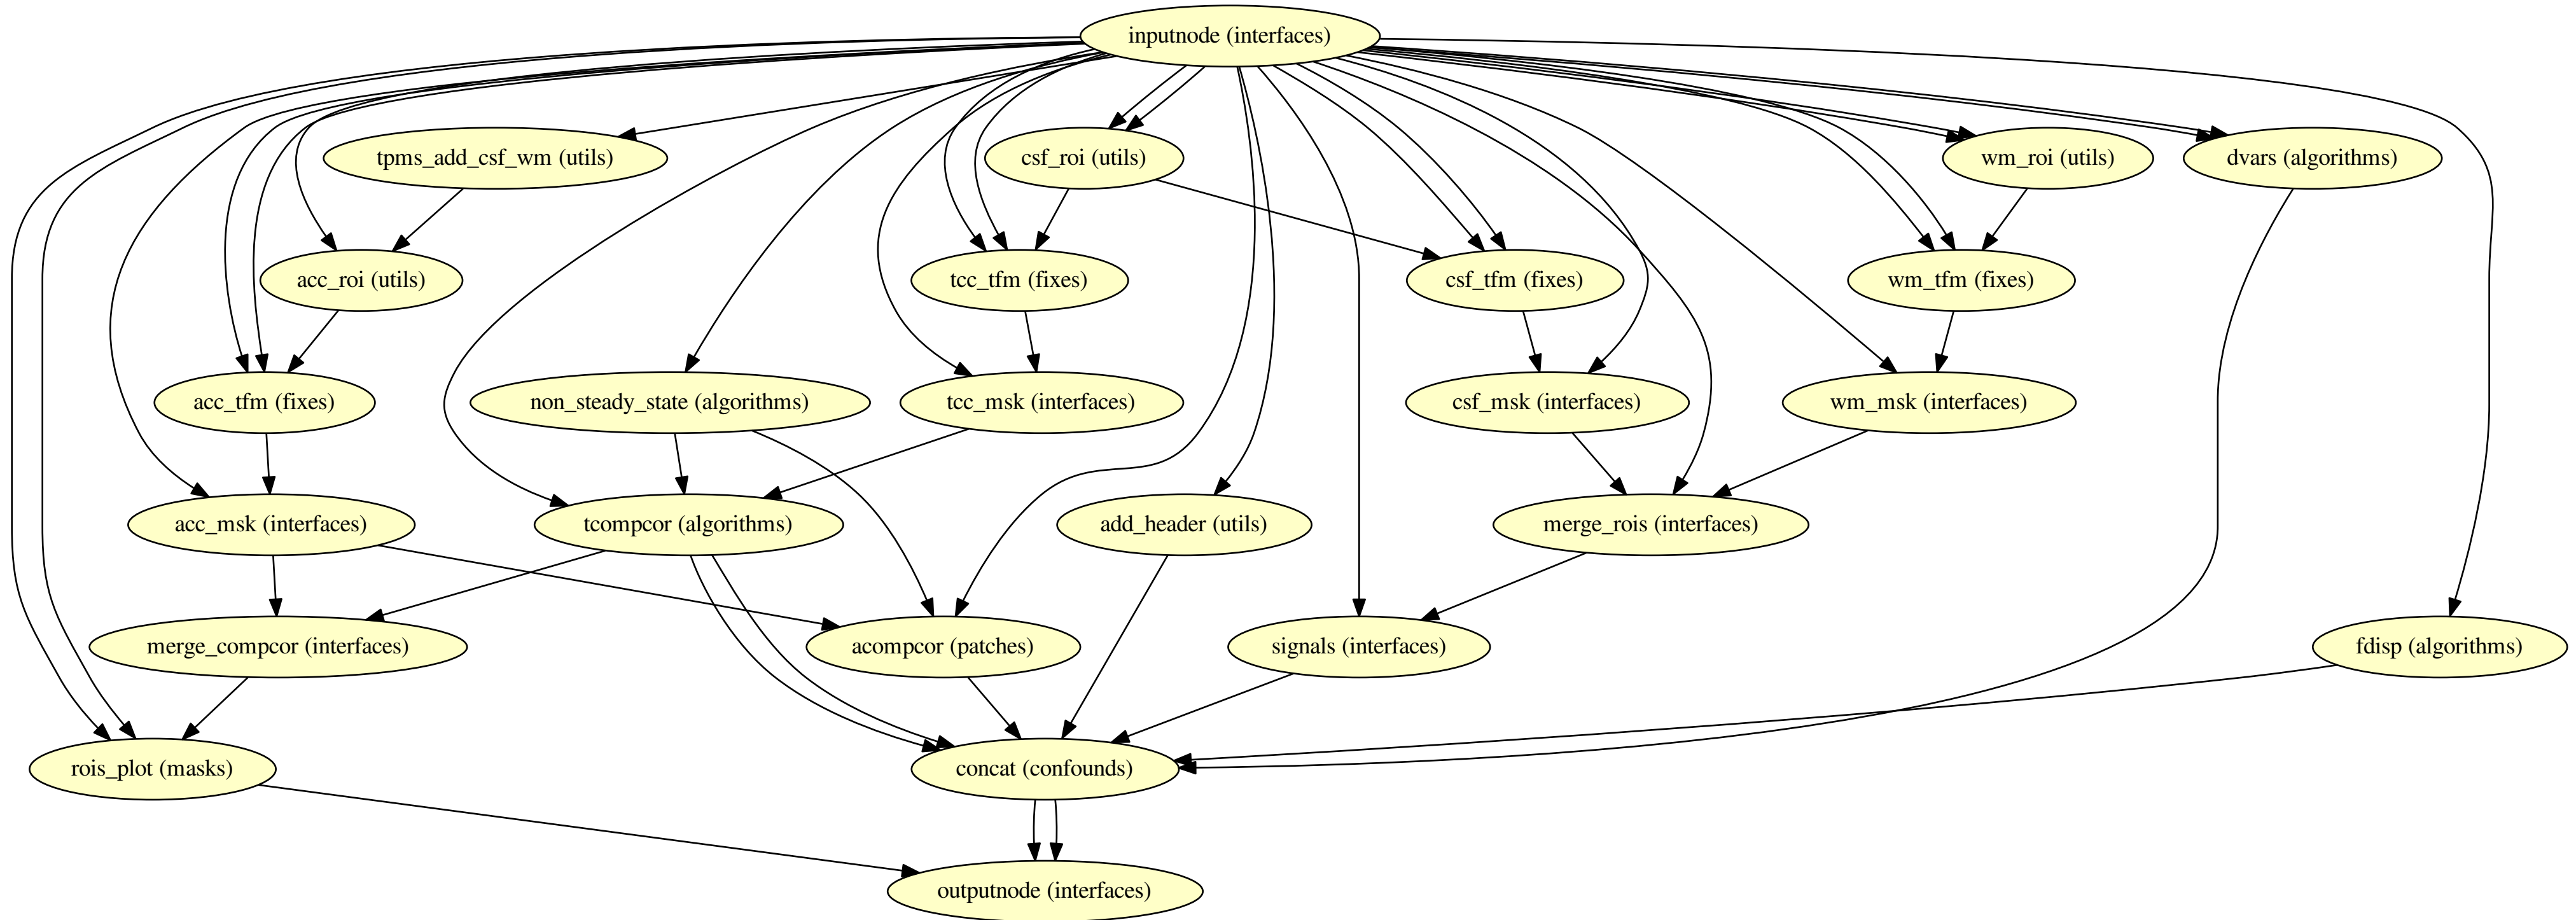 inputnode (interfaces)
tpms_add_csf_wm (utils)
csf_roi (utils)
wm_roi (utils)
dvars (algorithms)
acc_roi (utils)
tcc_tfm (fixes)
csf_tfm (fixes)
wm_tfm (fixes)
acc_tfm (fixes)
non_steady_state (algorithms)
tcc_msk (interfaces)
csf_msk (interfaces)
wm_msk (interfaces)
acc_msk (interfaces)
tcompcor (algorithms)
add_header (utils)
merge_rois (interfaces)
merge_compcor (interfaces)
acompcor (patches)
signals (interfaces)
fdisp (algorithms)
rois_plot (masks)
concat (confounds)
outputnode (interfaces)